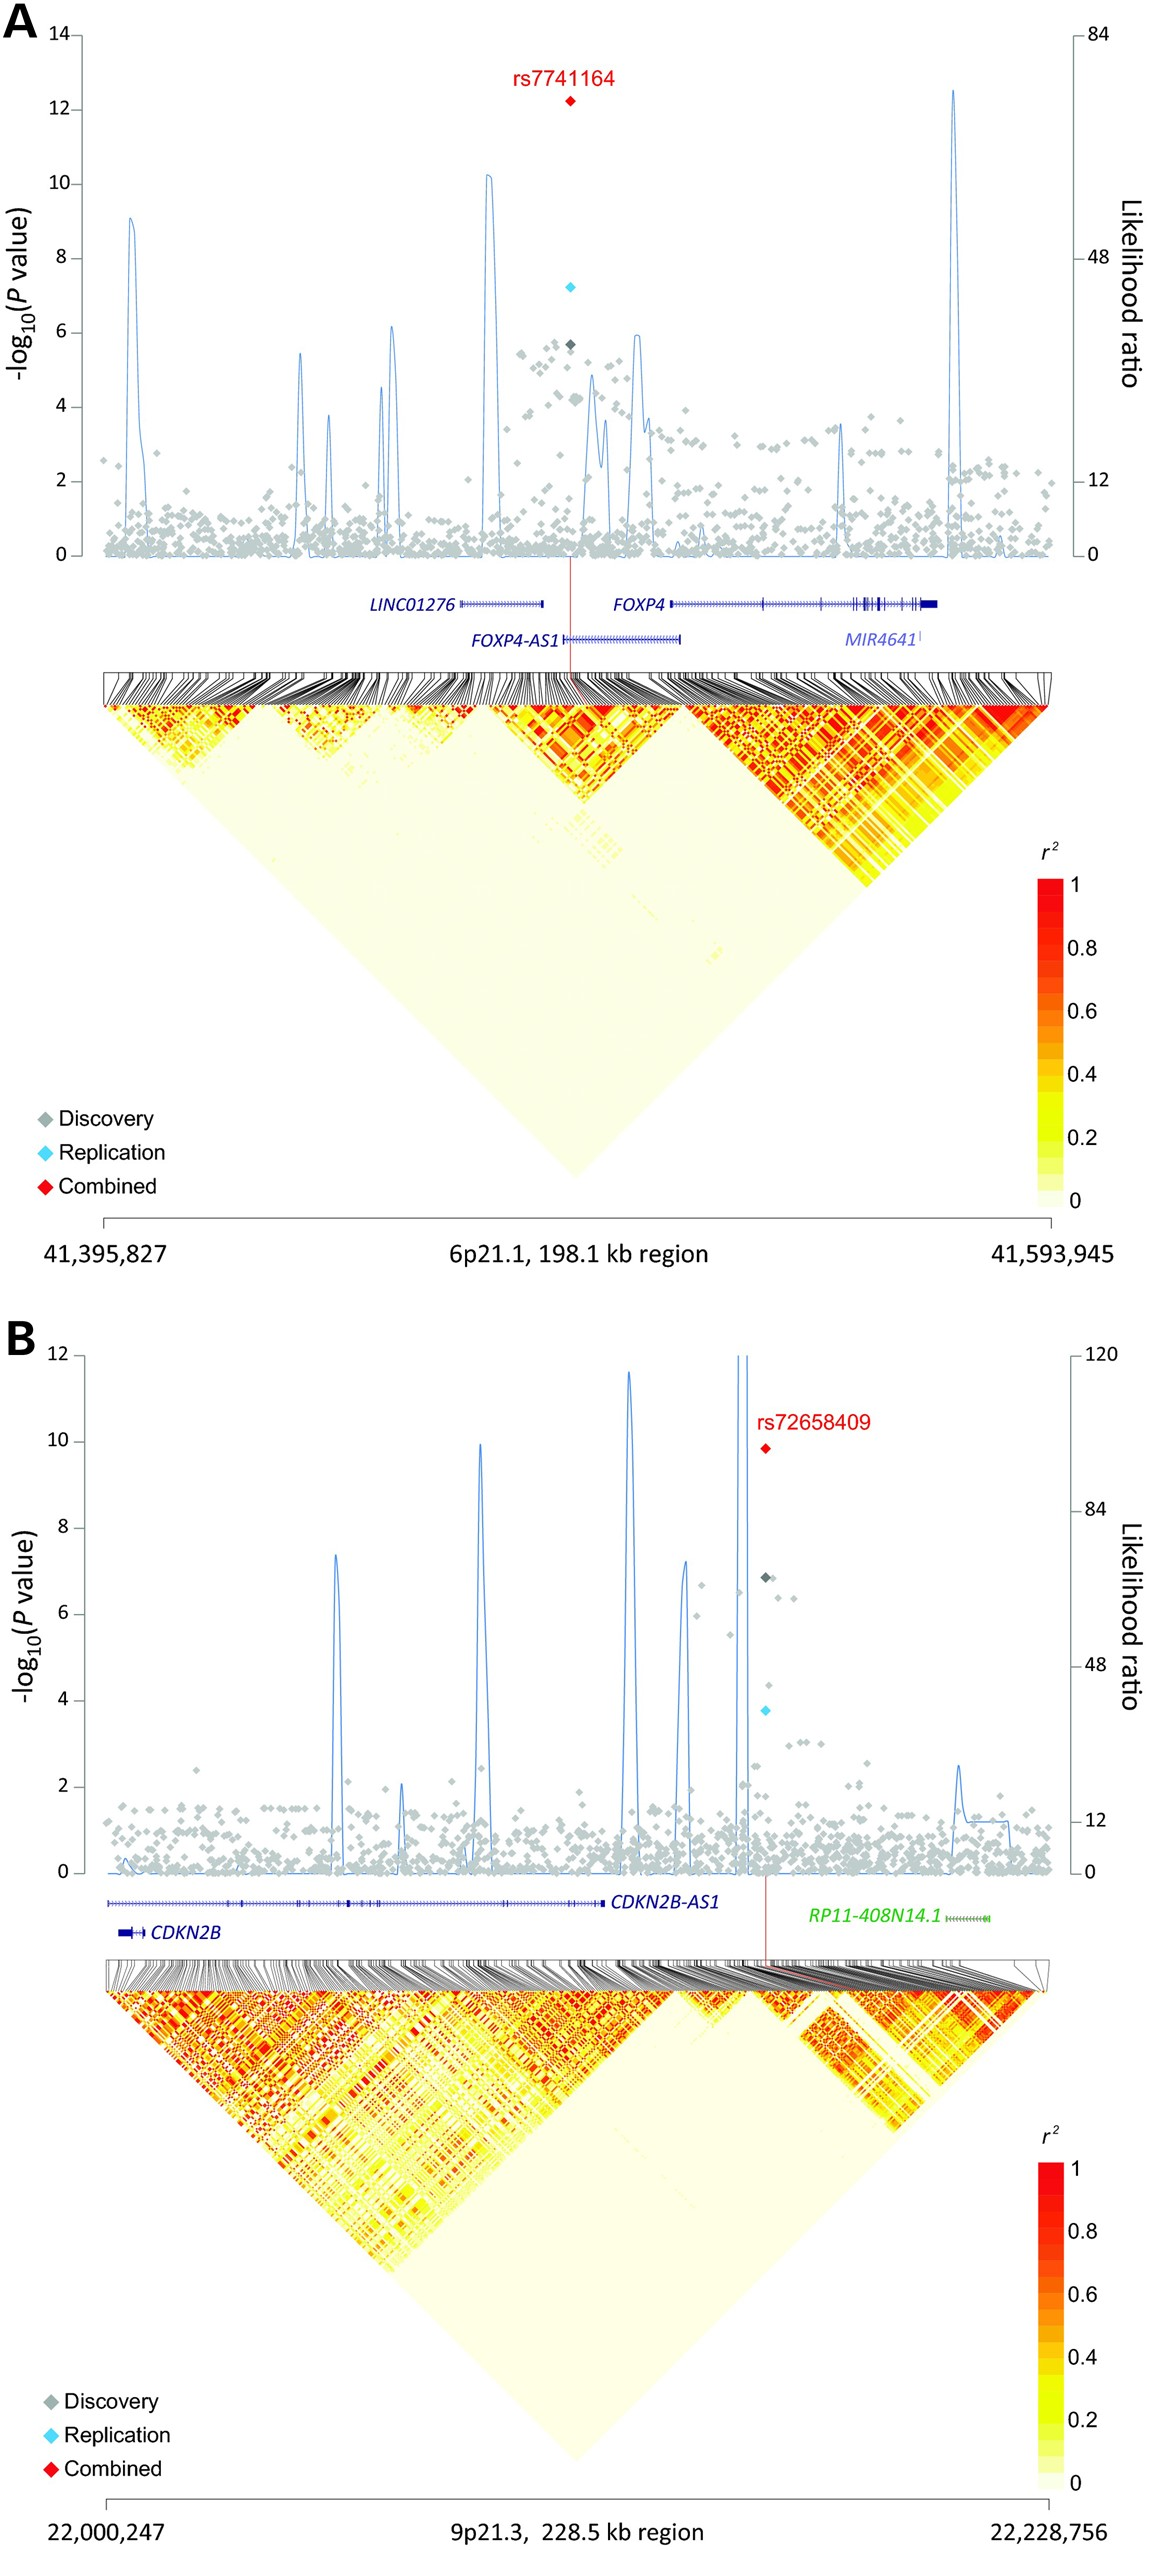 A
14
12
10
8
6
4
2
0
-log10(P value)
84
48
12
0
Likelihood ratio
rs7741164
LINC01276
FOXP4
FOXP4-AS1
MIR4641
r²
1
0.8
0.6
0.4
0.2
0
Discovery
Replication
Combined
41,395,827
6p21.1, 198.1 kb region
41,593,945
B
12
10
8
6
4
2
0
-log10(P value)
120
84
48
12
0
Likelihood ratio
rs72658409
CDKN2B-AS1
RP11-408N14.1
CDKN2B
r²
1
0.8
0.6
0.4
0.2
0
Discovery
Replication
Combined
22,000,247
9p21.3, 228.5 kb region
22,228,756